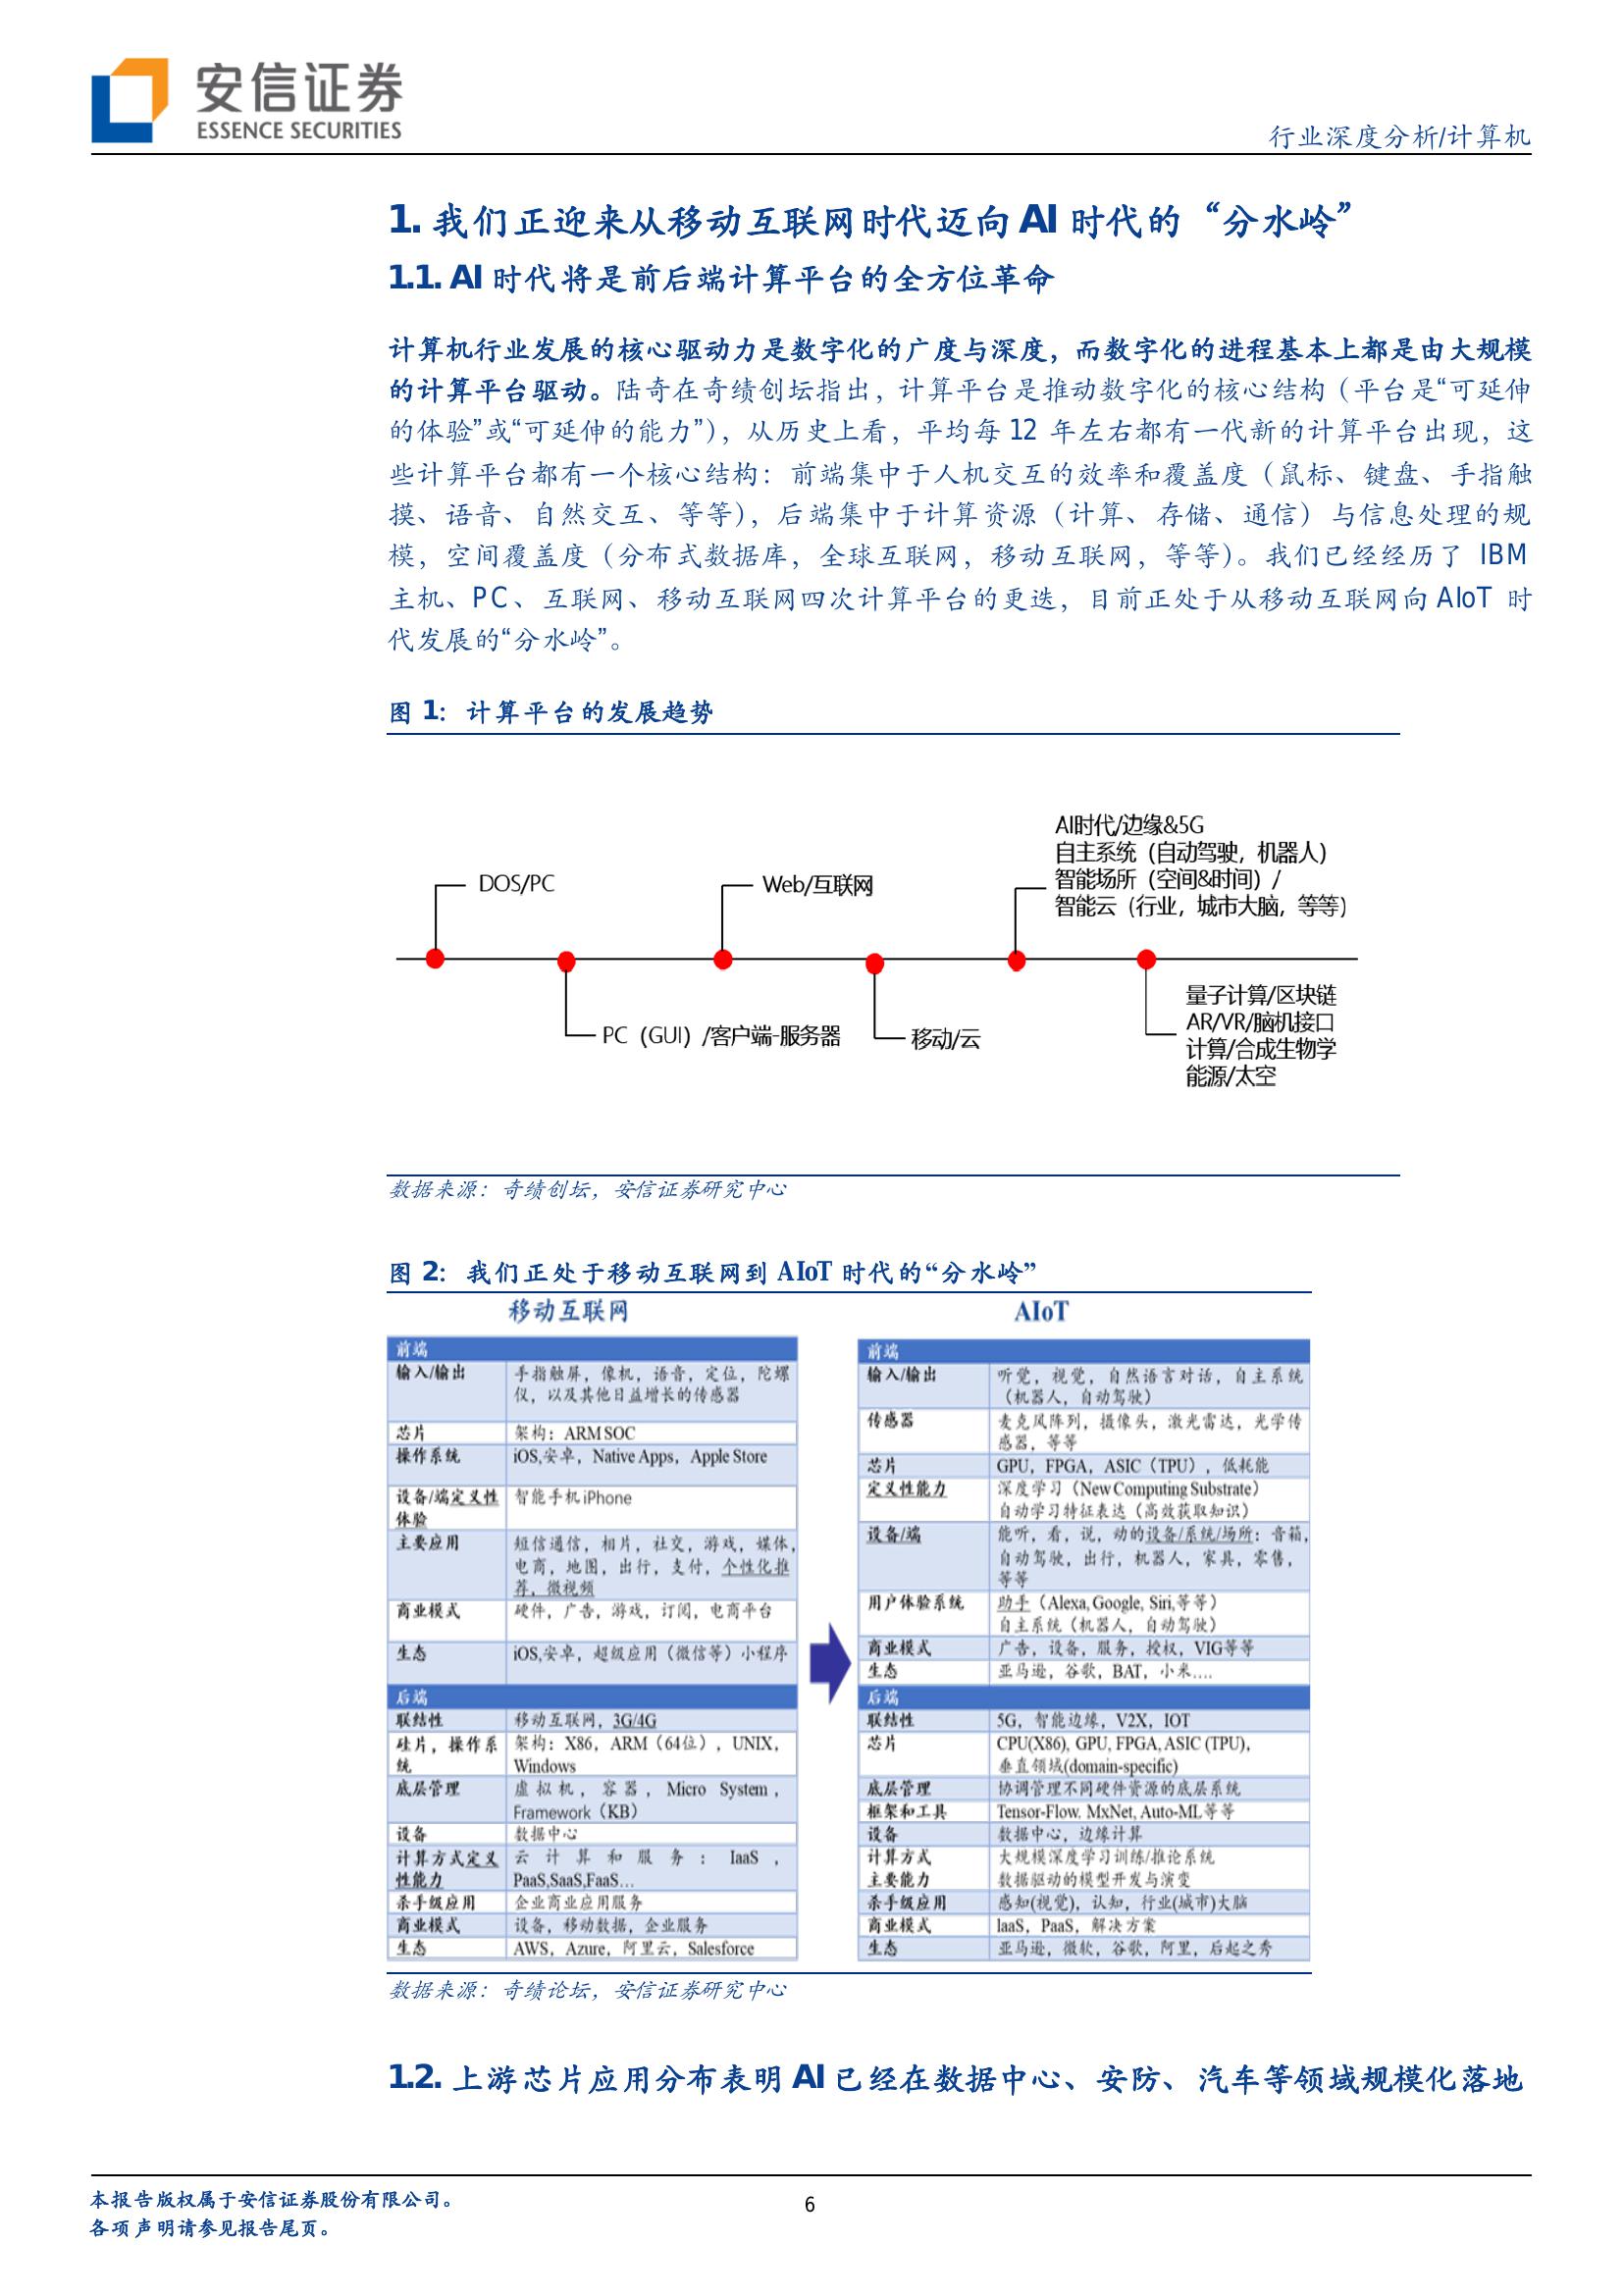 安信证券
ESSENCE SECURITIES
行业深度分析/计算机
1. 我们正迎来从移动互联网时代迈向 AI 时代的“分水岭”
1.1. AI 时代将是前后端计算平台的全方位革命
计算机行业发展的核心驱动力是数字化的广度与深度，而数字化的进程基本上都是由大规模
的计算平台驱动。陆奇在奇绩创坛指出，计算平台是推动数字化的核心结构（平台是“可延伸
的体验”或“可延伸的能力”），从历史上看，平均每 12 年左右都有一代新的计算平台出现，这
些计算平台都有一个核心结构：前端集中于人机交互的效率和覆盖度（鼠标、键盘、手指触
摸、语音、自然交互、等等），后端集中于计算资源（计算、存储、通信）与信息处理的规
模，空间覆盖度（分布式数据库，全球互联网，移动互联网，等等）。我们已经经历了 IBM
主机、PC、互联网、移动互联网四次计算平台的更迭，目前正处于从移动互联网向 AIoT 时
代发展的“分水岭”。
图 1：计算平台的发展趋势
AI时代/边缘&5G
自主系统（自动驾驶，机器人）
智能场所（空间&时间）/
智能云（行业，城市大脑，等等）
DOS/PC
Web/互联网
PC（GUI）/客户端-服务器
移动/云
量子计算/区块链
AR/VR/脑机接口
计算/合成生物学
能源/太空
数据来源：奇绩创坛，安信证券研究中心
图 2：我们正处于移动互联网到 AIoT 时代的“分水岭”
移动互联网
前端
输入/输出 手指触屏，像机，语音，定位，陀螺
仪，以及其他日益增长的传感器
芯片 架构：ARM SOC
操作系统 iOS,安卓，Native Apps，Apple Store
设备/端定义性 智能手机 iPhone
体验
主要应用 短信通信，相片，社交，游戏，媒体，
电商，地图，出行，支付，个性化推
荐，微视频
商业模式 硬件，广告，游戏，订阅，电商平台
生态 iOS,安卓，超级应用（微信等）小程序
后端
联结性 移动互联网，3G/4G
硅片，操作系 架构：X86，ARM（64位），UNIX，
统 Windows
底层管理 虚拟机，容器，Micro System，
Framework（KB）
设备 数据中心
计算方式定义 云计算和服务：IaaS，
性能力 PaaS,SaaS,FaaS…
杀手级应用 企业商业应用服务
商业模式 设备，移动数据，企业服务
生态 AWS，Azure，阿里云，Salesforce
AIoT
前端
输入/输出 听觉，视觉，自然语言对话，自主系统
（机器人，自动驾驶）
传感器 麦克风阵列，摄像头，激光雷达，光学传
感器，等等
芯片 GPU，FPGA，ASIC（TPU），低耗能
定义性能力 深度学习（New Computing Substrate）
自动学习特征表达（高效获取知识）
设备/端 能听，看，说，动的设备/系统/场所：音箱，
自动驾驶，出行，机器人，家具，零售，
等等
用户体验系统 助手（Alexa, Google, Siri,等等）
自主系统（机器人，自动驾驶）
商业模式 广告，设备，服务，授权，VIG等等
生态 亚马逊，谷歌，BAT，小米….
后端
联结性 5G，智能边缘，V2X，IOT
芯片 CPU(X86), GPU, FPGA, ASIC (TPU),
垂直领域(domain-specific)
底层管理 协调管理不同硬件资源的底层系统
框架和工具 Tensor-Flow. MxNet, Auto-ML等等
设备 数据中心，边缘计算
计算方式 大规模深度学习训练/推论系统
主要能力 数据驱动的模型开发与演变
杀手级应用 感知(视觉)，认知，行业(城市)大脑
商业模式 IaaS，PaaS，解决方案
生态 亚马逊，微软，谷歌，阿里，后起之秀
数据来源：奇绩论坛，安信证券研究中心
1.2. 上游芯片应用分布表明 AI 已经在数据中心、安防、汽车等领域规模化落地
本报告版权属于安信证券股份有限公司。
各项声明请参见报告尾页。
6